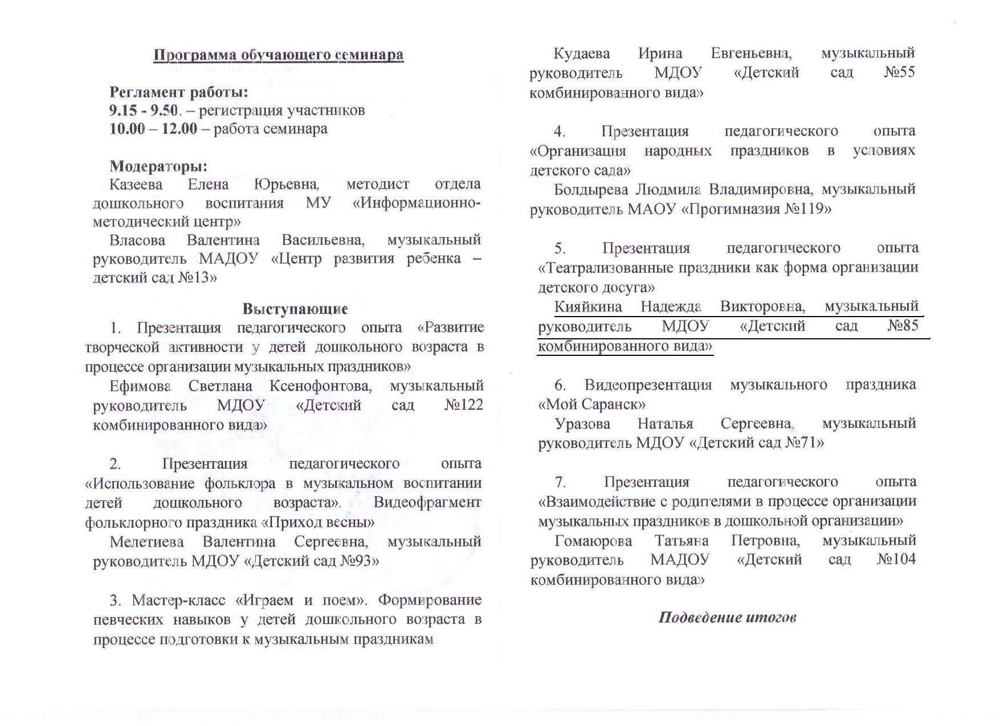 Программа обучающего семинара
Регламент работы:
9.15 - 9.50. – регистрация участников
10.00 – 12.00 – работа семинара
Модераторы:
Казеева Елена Юрьевна, методист отдела
дошкольного воспитания МУ «Информационно-
методический центр»
Власова Валентина Васильевна, музыкальный
руководитель МАДОУ «Центр развития ребенка –
детский сад №13»
Выступающие
1. Презентация педагогического опыта «Развитие
творческой активности у детей дошкольного возраста в
процессе организации музыкальных праздников»
Ефимова Светлана Ксенофонтова, музыкальный
руководитель МДОУ «Детский сад №122
комбинированного вида»
2. Презентация педагогического опыта
«Использование фольклора в музыкальном воспитании
детей дошкольного возраста». Видеофрагмент
фольклорного праздника «Приход весны»
Мелетиева Валентина Сергеевна, музыкальный
руководитель МДОУ «Детский сад №93»
3. Мастер-класс «Играем и поем». Формирование
певческих навыков у детей дошкольного возраста в
процессе подготовки к музыкальным праздникам
Кудаева Ирина Евгеньевна, музыкальный
руководитель МДОУ «Детский сад №55
комбинированного вида»
4. Презентация педагогического опыта
«Организация народных праздников в условиях
детского сада»
Болдырева Людмила Владимировна, музыкальный
руководитель МАОУ «Прогимназия №119»
5. Презентация педагогического опыта
«Театрализованные праздники как форма организации
детского досуга»
Кияйкина Надежда Викторовна, музыкальный
руководитель МДОУ «Детский сад №85
комбинированного вида»
6. Видеопрезентация музыкального праздника
«Мой Саранск»
Уразова Наталья Сергеевна, музыкальный
руководитель МДОУ «Детский сад №71»
7. Презентация педагогического опыта
«Взаимодействие с родителями в процессе организации
музыкальных праздников в дошкольной организации»
Гомаюрова Татьяна Петровна, музыкальный
руководитель МАДОУ «Детский сад №104
комбинированного вида»
Подведение итогов